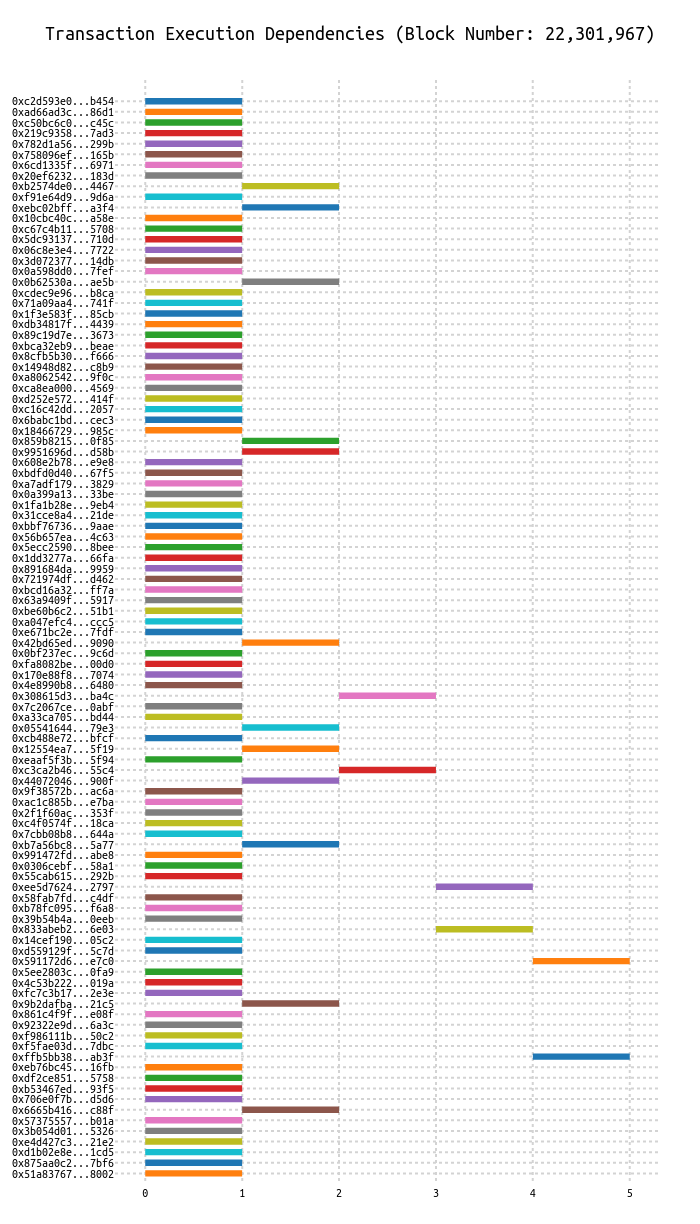 Transaction Execution Dependencies (Block Number: 22,301,967)
0xc2d593e0...b454
0xad66ad3c...86d1
0xc50bc6c0...c45c
0x219c9358...7ad3
0x782d1a56...299b
0x758096ef...165b
0x6cd1335f...6971
0x20ef6232...183d
0xb2574de0...4467
0xf91e64d9...9d6a
0xebc02bff...a3f4
0x10cbc40c...a58e
0xc67c4b11...5708
0x5dc93137...710d
0x06c8e3e4...7722
0x3d072377...14db
0x0a598dd0...7fef
0x0b62530a...ae5b
0xcdec9e96...b8ca
0x71a09aa4...741f
0x1f3e583f...85cb
0xdb34817f...4439
0x89c19d7e...3673
0xbca32eb9...beae
0x8cfb5b30...f666
0x14948d82...c8b9
0xa8062542...9f0c
0xca8ea000...4569
0xd252e572...414f
0xc16c42dd...2057
0x6babc1bd...cec3
0x18466729...985c
0x859b8215...0f85
0x9951696d...d58b
0x608e2b78...e9e8
0xbdfd0d40...67f5
0xa7adf179...3829
0x0a399a13...33be
0x1fa1b28e...9eb4
0x31cce8a4...21de
0xbbf76736...9aae
0x56b657ea...4c63
0x5ecc2590...8bee
0x1dd3277a...66fa
0x891684da...9959
0x721974df...d462
0xbcd16a32...ff7a
0x63a9409f...5917
0xbe60b6c2...51b1
0xa047efc4...ccc5
0xe671bc2e...7fdf
0x42bd65ed...9090
0x0bf237ec...9c6d
0xfa8082be...00d0
0x170e88f8...7074
0x4e8990b8...6480
0x308615d3...ba4c
0x7c2067ce...0abf
0xa33ca705...bd44
0x05541644...79e3
0xcb488e72...bfcf
0x12554ea7...5f19
0xeaaf5f3b...5f94
0xc3ca2b46...55c4
0x44072046...900f
0x9f38572b...ac6a
0xac1c885b...e7ba
0x2f1f60ac...353f
0xc4f0574f...18ca
0x7cbb08b8...644a
0xb7a56bc8...5a77
0x991472fd...abe8
0x0306cebf...58a1
0x55cab615...292b
0xee5d7624...2797
0x58fab7fd...c4df
0xb78fc095...f6a8
0x39b54b4a...0eeb
0x833abeb2...6e03
0x14cef190...05c2
0xd559129f...5c7d
0x591172d6...e7c0
0x5ee2803c...0fa9
0x4c53b222...019a
0xfc7c3b17...2e3e
0x9b2dafba...21c5
0x861c4f9f...e08f
0x92322e9d...6a3c
0xf986111b...50c2
0xf5fae03d...7dbc
0xffb5bb38...ab3f
0xeb76bc45...16fb
0xdf2ce851...5758
0xb53467ed...93f5
0x706e0f7b...d5d6
0x6665b416...c88f
0x57375557...b01a
0x3b054d01...5326
0xe4d427c3...21e2
0xd1b02e8e...1cd5
0x875aa0c2...7bf6
0x51a83767...8002
0 1 2 3 4 5